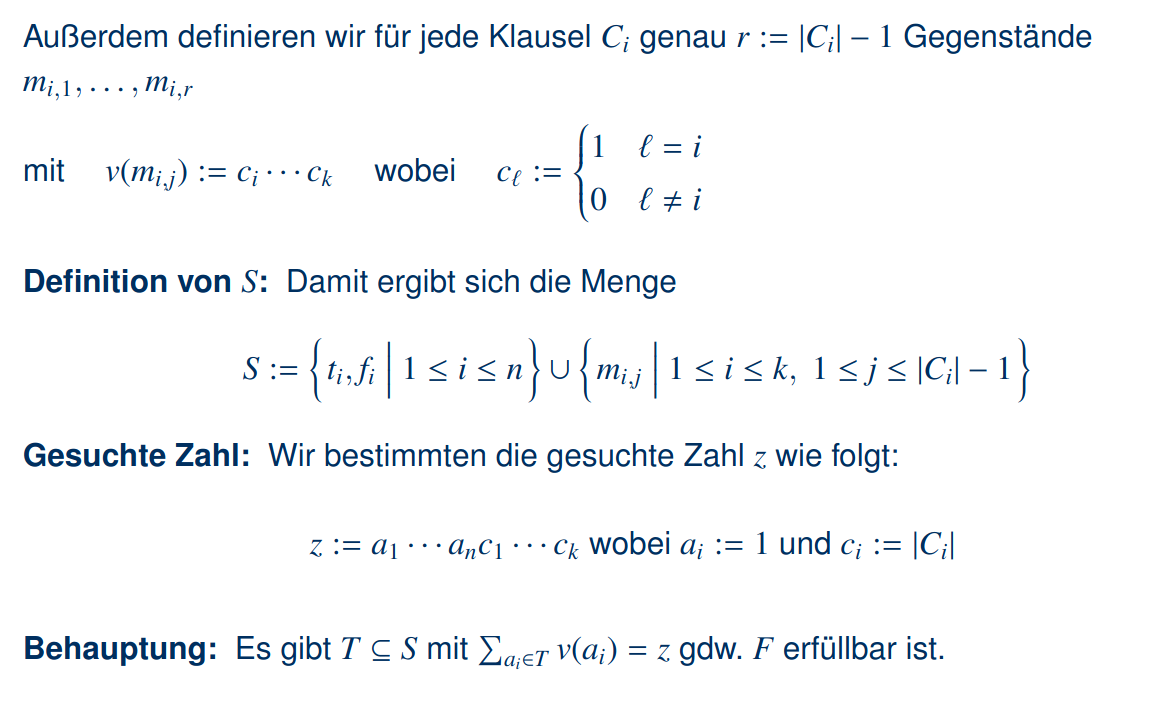 Außerdem definieren wir für jede Klausel $C_i$ genau $r := |C_i| - 1$ Gegenstände
$m_{i,1}, \ldots, m_{i,r}$
mit $v(m_{i,j}) := c_i \cdots c_k$ wobei $c_\ell := \begin{cases} 1 & \ell = i \\ 0 & \ell \neq i \end{cases}$
Definition von $S$: Damit ergibt sich die Menge
$S := \left\{ t_i, f_i \mid 1 \leq i \leq n \right\} \cup \left\{ m_{i,j} \mid 1 \leq i \leq k,\ 1 \leq j \leq |C_i| - 1 \right\}$
Gesuchte Zahl: Wir bestimmten die gesuchte Zahl $z$ wie folgt:
$z := a_1 \cdots a_n c_1 \cdots c_k$ wobei $a_i := 1$ und $c_i := |C_i|$
Behauptung: Es gibt $T \subseteq S$ mit $\sum_{a_i \in T} v(a_i) = z$ gdw. $F$ erfüllbar ist.